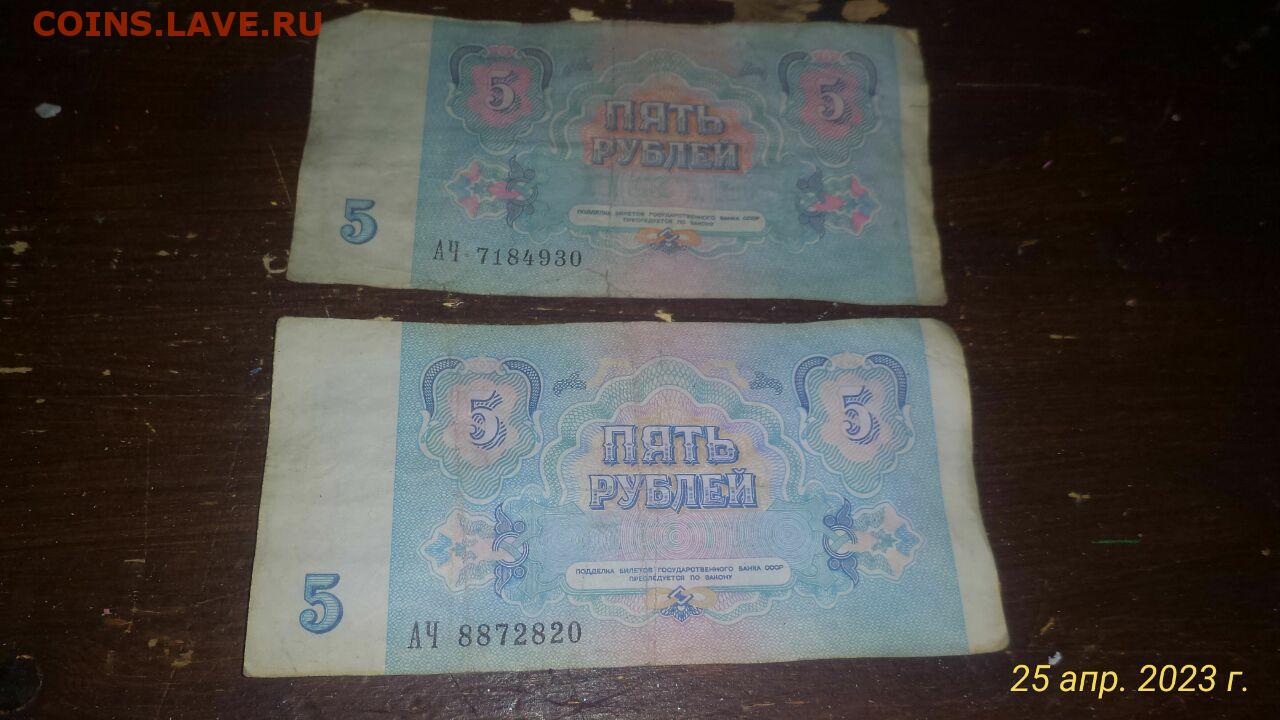 COINS.LAVE.RU
5
5
ПЯТЬ
РУБЛЕЙ
ПОДДЕЛКА БИЛЕТОВ ГОСУДАРСТВЕННОГО БАНКА СССР
ПРЕСЛЕДУЕТСЯ ПО ЗАКОНУ
5
АЧ 7184930
5
5
ПЯТЬ
РУБЛЕЙ
ПОДДЕЛКА БИЛЕТОВ ГОСУДАРСТВЕННОГО БАНКА СССР
ПРЕСЛЕДУЕТСЯ ПО ЗАКОНУ
5
АЧ 8872820
25 апр. 2023 г.